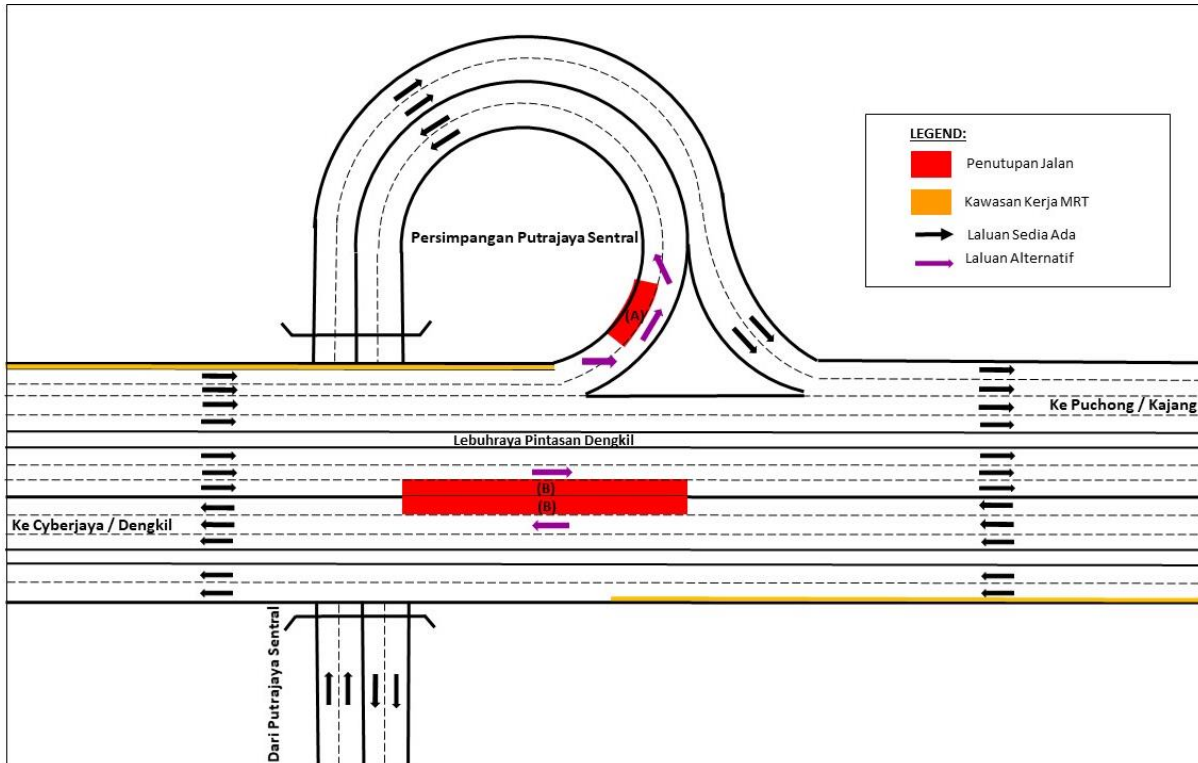 LEGEND:
Penutupan Jalan
Kawasan Kerja MRT
Laluan Sedia Ada
Laluan Alternatif
Persimpangan Putrajaya Sentral
(A)
Ke Puchong / Kajang
Lebuhraya Pintasan Dengkil
(B)
(B)
Ke Cyberjaya / Dengkil
Dari Putrajaya Sentral